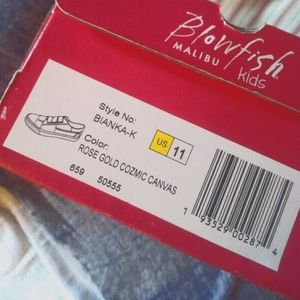 Blowfish
MALIBU
kids
Style No:
BIANKA-K
Color:
ROSE GOLD COZMIC CANVAS
659 50555
US 11
1 93529 00287 4